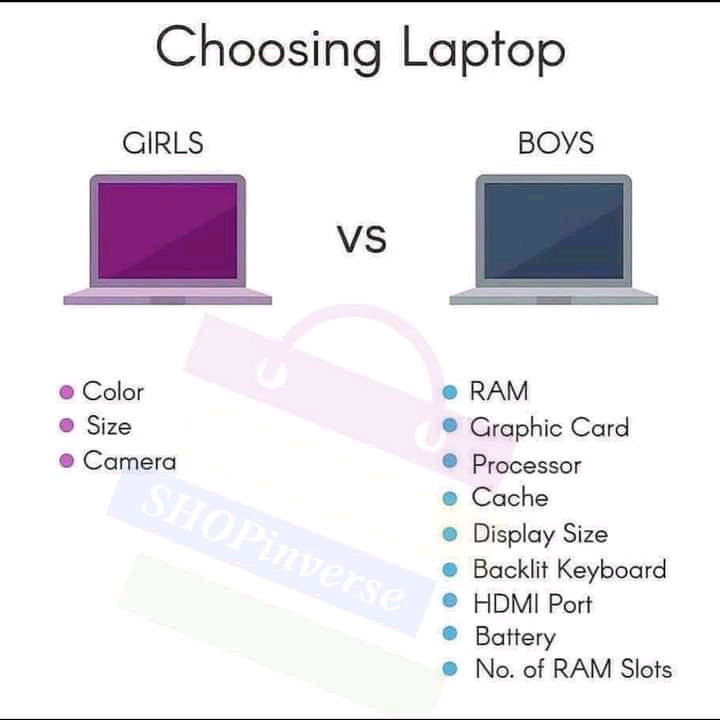 Choosing Laptop
GIRLS
VS
BOYS
Color
Size
Camera
RAM
Graphic Card
Processor
Cache
Display Size
Backlit Keyboard
HDMI Port
Battery
No. of RAM Slots
SHOPinverse